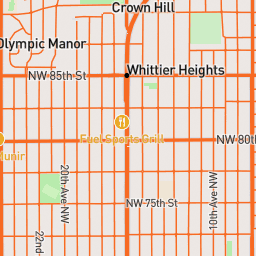 Crown Hill
Olympic Manor
Whittier Heights
NW 85th St
Fuel Sports Grill
NW 80th
unir
20th Ave NW
NW 75th St
10th Ave NW
22nd